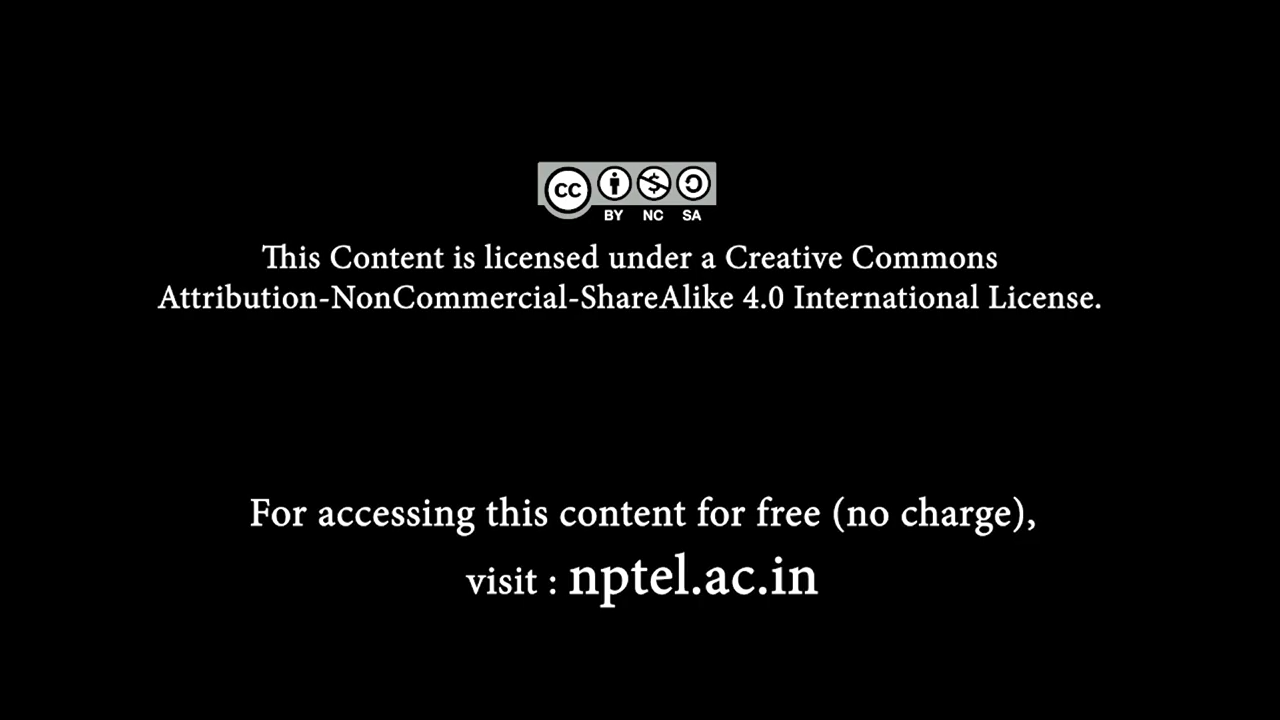 cc
BY NC SA
This Content is licensed under a Creative Commons
Attribution-NonCommercial-ShareAlike 4.0 International License.
For accessing this content for free (no charge),
visit : nptel.ac.in